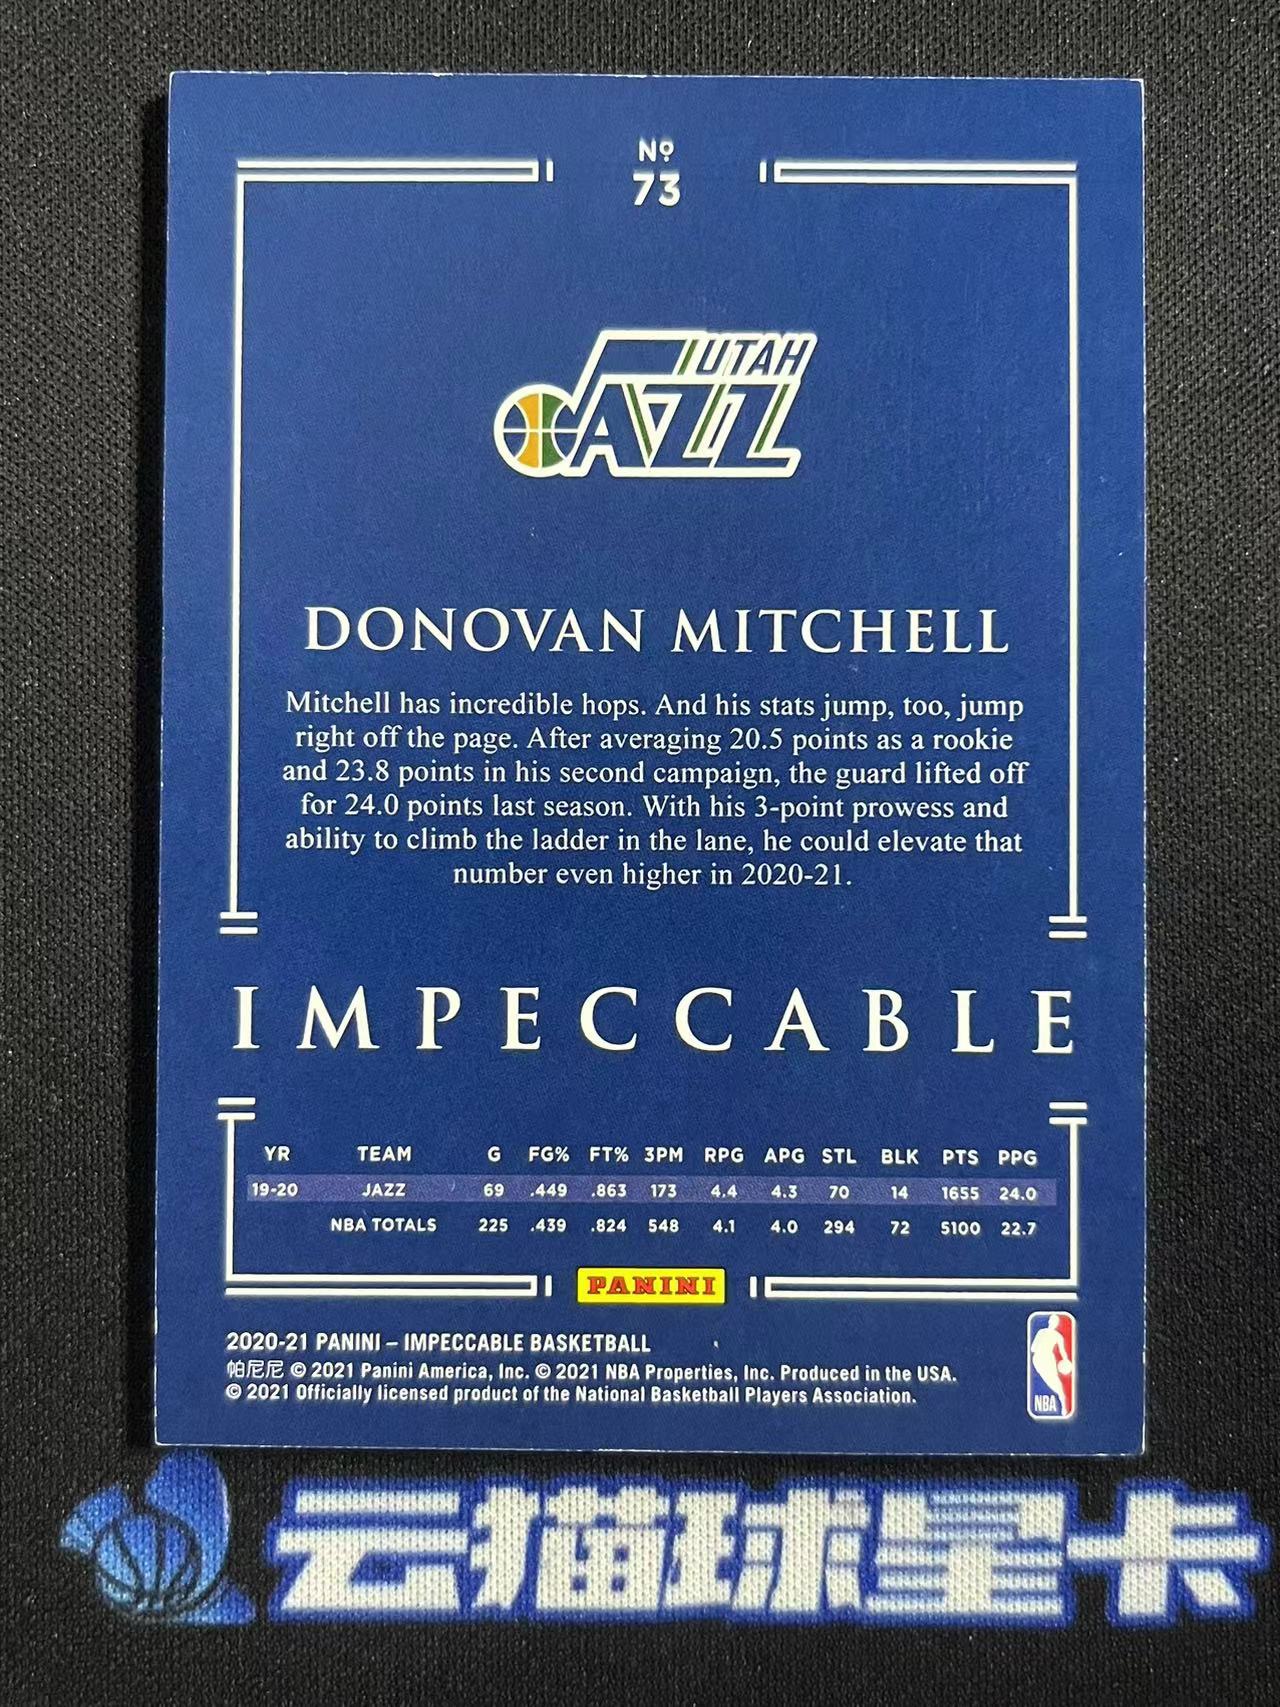 Nº
73
UTAH
JAZZ
DONOVAN MITCHELL
Mitchell has incredible hops. And his stats jump, too, jump
right off the page. After averaging 20.5 points as a rookie
and 23.8 points in his second campaign, the guard lifted off
for 24.0 points last season. With his 3-point prowess and
ability to climb the ladder in the lane, he could elevate that
number even higher in 2020-21.
IMPECCABLE
YR TEAM G FG% FT% 3PM RPG APG STL BLK PTS PPG
19-20 JAZZ 69 .449 .863 173 4.4 4.3 70 14 1655 24.0
NBA TOTALS 225 .439 .824 548 4.1 4.0 294 72 5100 22.7
PANINI
2020-21 PANINI – IMPECCABLE BASKETBALL
帕尼尼 © 2021 Panini America, Inc. © 2021 NBA Properties, Inc. Produced in the USA.
© 2021 Officially licensed product of the National Basketball Players Association.
NBA
云猫球星卡